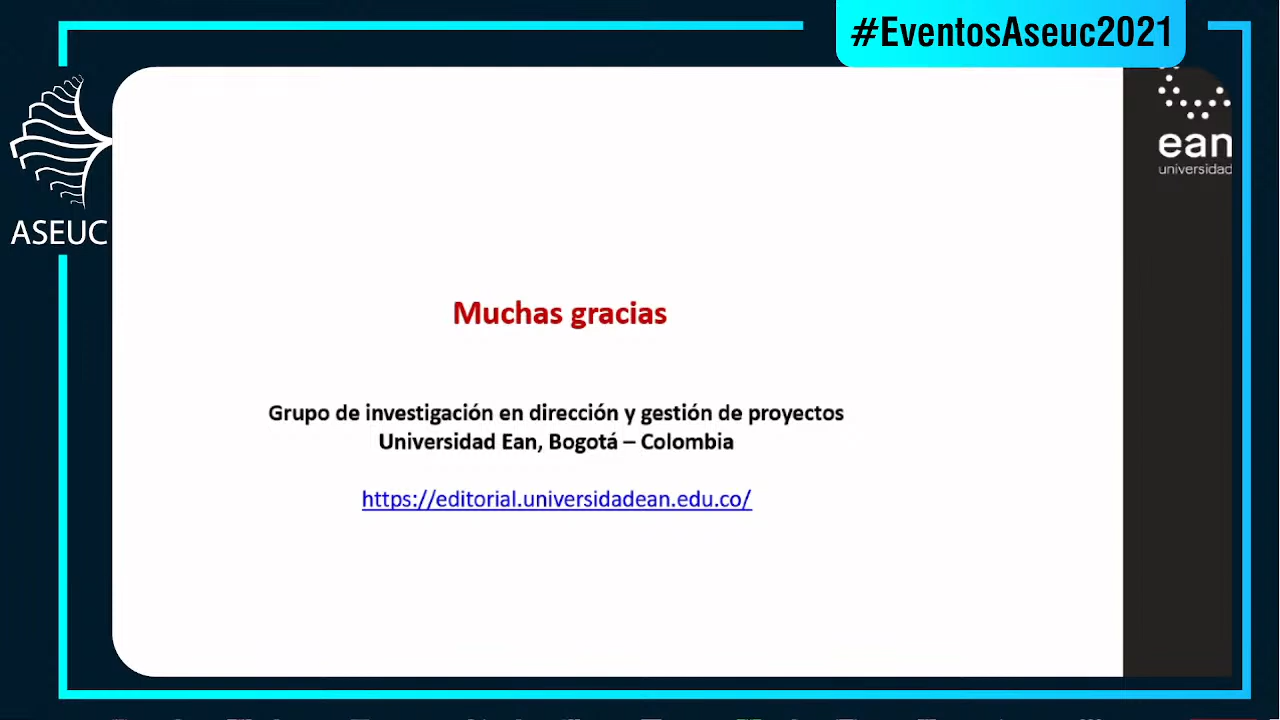 #EventosAseuc2021
ean
universidad
ASEUC
Muchas gracias
Grupo de investigación en dirección y gestión de proyectos
Universidad Ean, Bogotá – Colombia
https://editorial.universidadean.edu.co/